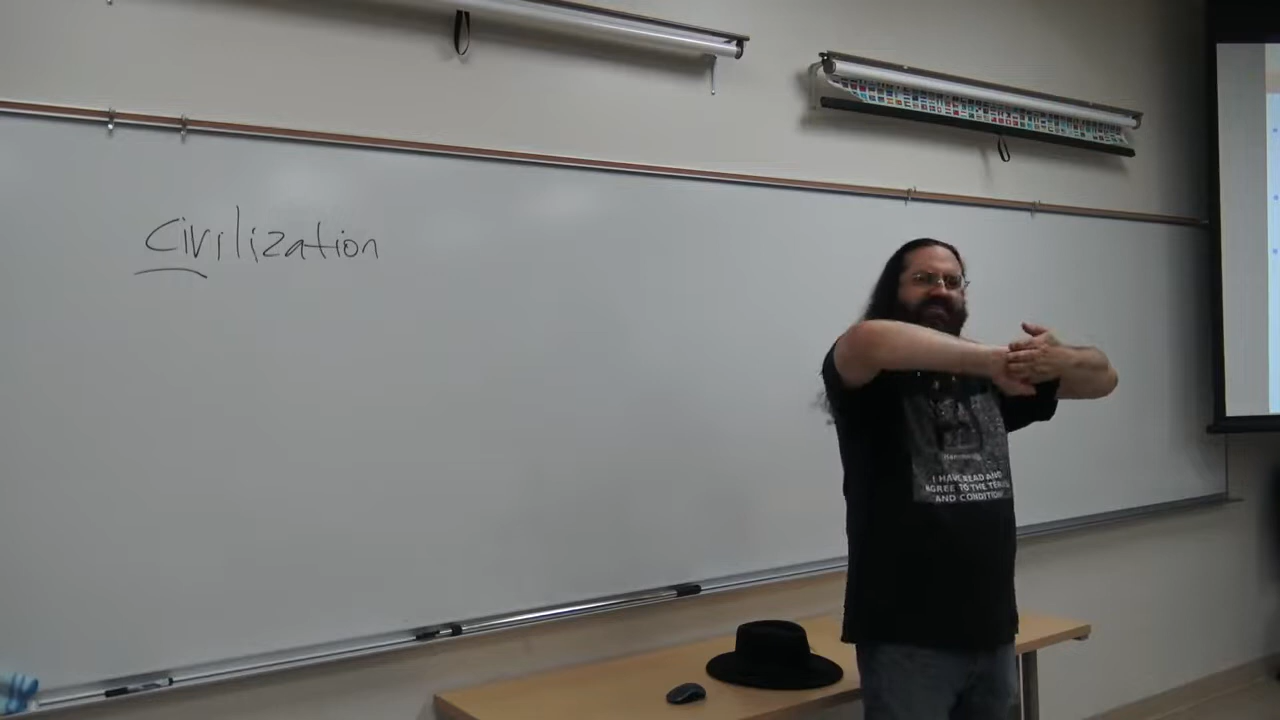 Civilization
I HAVE READ AND
AGREE TO THE TERMS
AND CONDITIONS